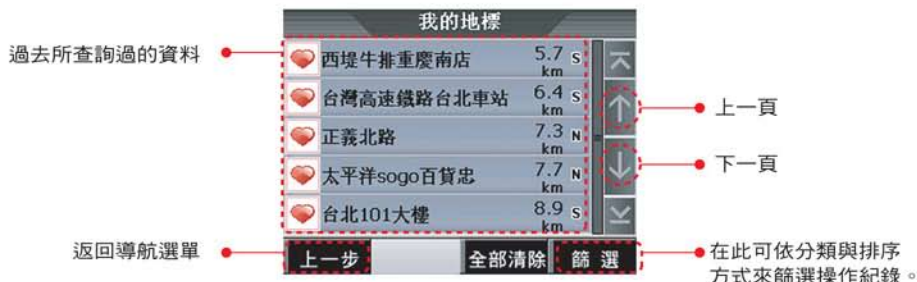 我的地標
過去所查詢過的資料
西堤牛排重慶南店 5.7 km S
台灣高速鐵路台北車站 6.4 km S
正義北路 7.3 km N
太平洋sogo百貨忠 7.7 km N
台北101大樓 8.9 km S
上一頁
下一頁
返回導航選單
上一步 全部清除 篩 選
在此可依分類與排序
方式來篩選操作紀錄。